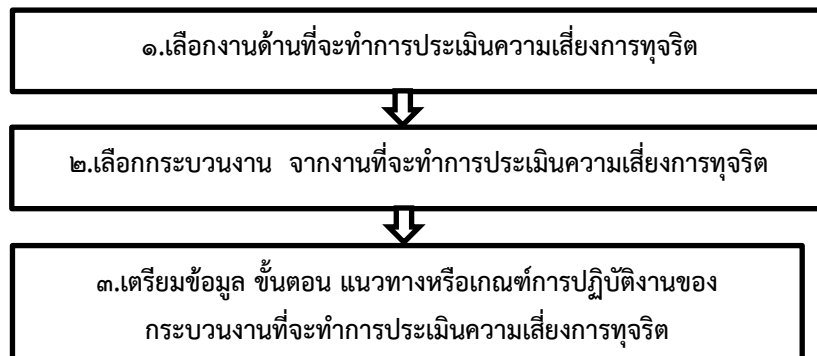 ๑.เลือกงานด้านที่จะทำการประเมินความเสี่ยงการทุจริต
๒.เลือกกระบวนงาน จากงานที่จะทำการประเมินความเสี่ยงการทุจริต
๓.เตรียมข้อมูล ขั้นตอน แนวทางหรือเกณฑ์การปฏิบัติงานของ
กระบวนงานที่จะทำการประเมินความเสี่ยงการทุจริต